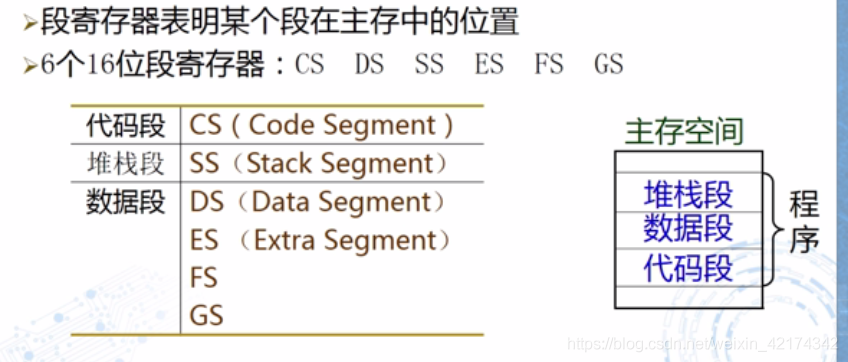 ➢段寄存器表明某个段在主存中的位置
➢6个16位段寄存器：CS DS SS ES FS GS
代码段 CS ( Code Segment )
堆栈段 SS（Stack Segment）
数据段 DS（Data Segment）
ES （Extra Segment）
FS
GS
主存空间
堆栈段
数据段
代码段
程序
https://blog.csdn.net/weixin_42174342